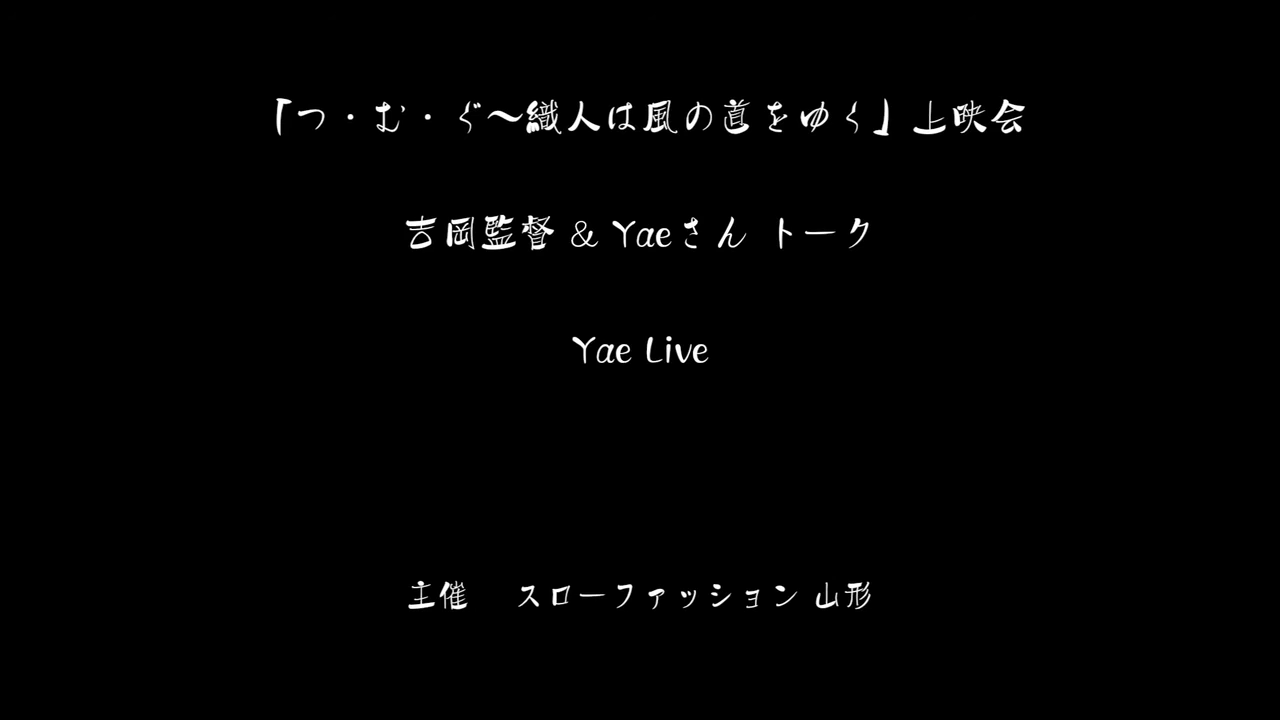 「つ・む・ぐ～織人は風の道をゆく」上映会
吉岡監督 & Yaeさん トーク
Yae Live
主催　スローファッション 山形